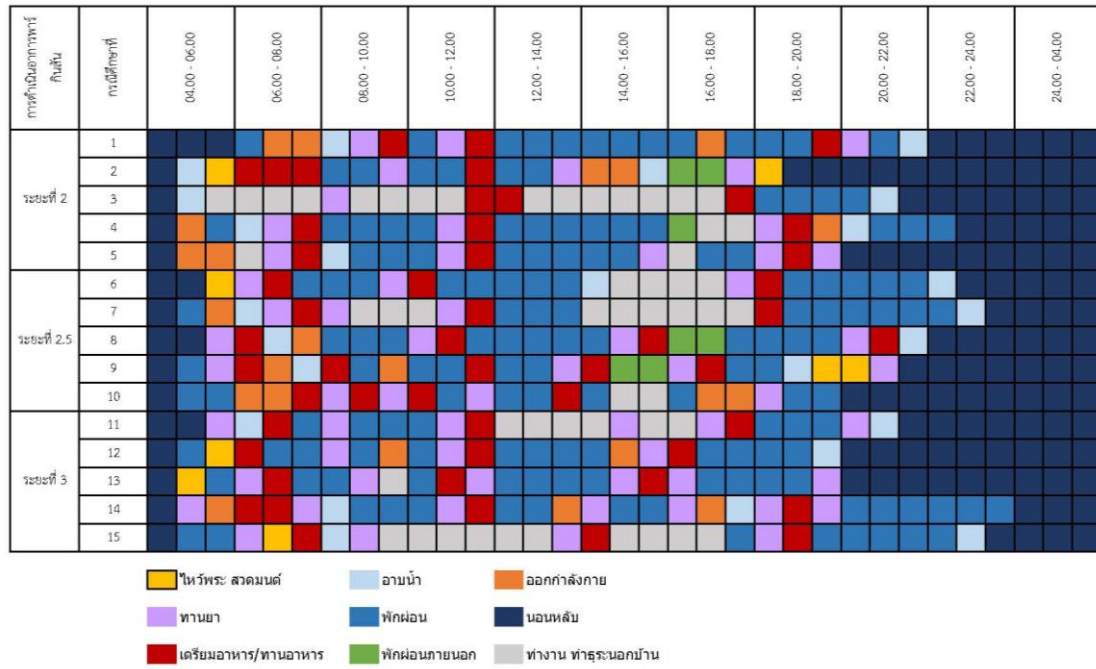 การดำเนินอาการพาร์
กินสัน
กรณีศึกษาที่
04.00 - 06.00
06.00 - 08.00
08.00 - 10.00
10.00 - 12.00
12.00 - 14.00
14.00 - 16.00
16.00 - 18.00
18.00 - 20.00
20.00 - 22.00
22.00 - 24.00
24.00 - 04.00
ระยะที่ 2
1
2
3
4
5
ระยะที่ 2.5
6
7
8
9
10
ระยะที่ 3
11
12
13
14
15
ไหว้พระ สวดมนต์
อาบน้ำ
ออกกำลังกาย
ทานยา
พักผ่อน
นอนหลับ
เตรียมอาหาร/ทานอาหาร
พักผ่อนภายนอก
ทำงาน ทำธุระนอกบ้าน